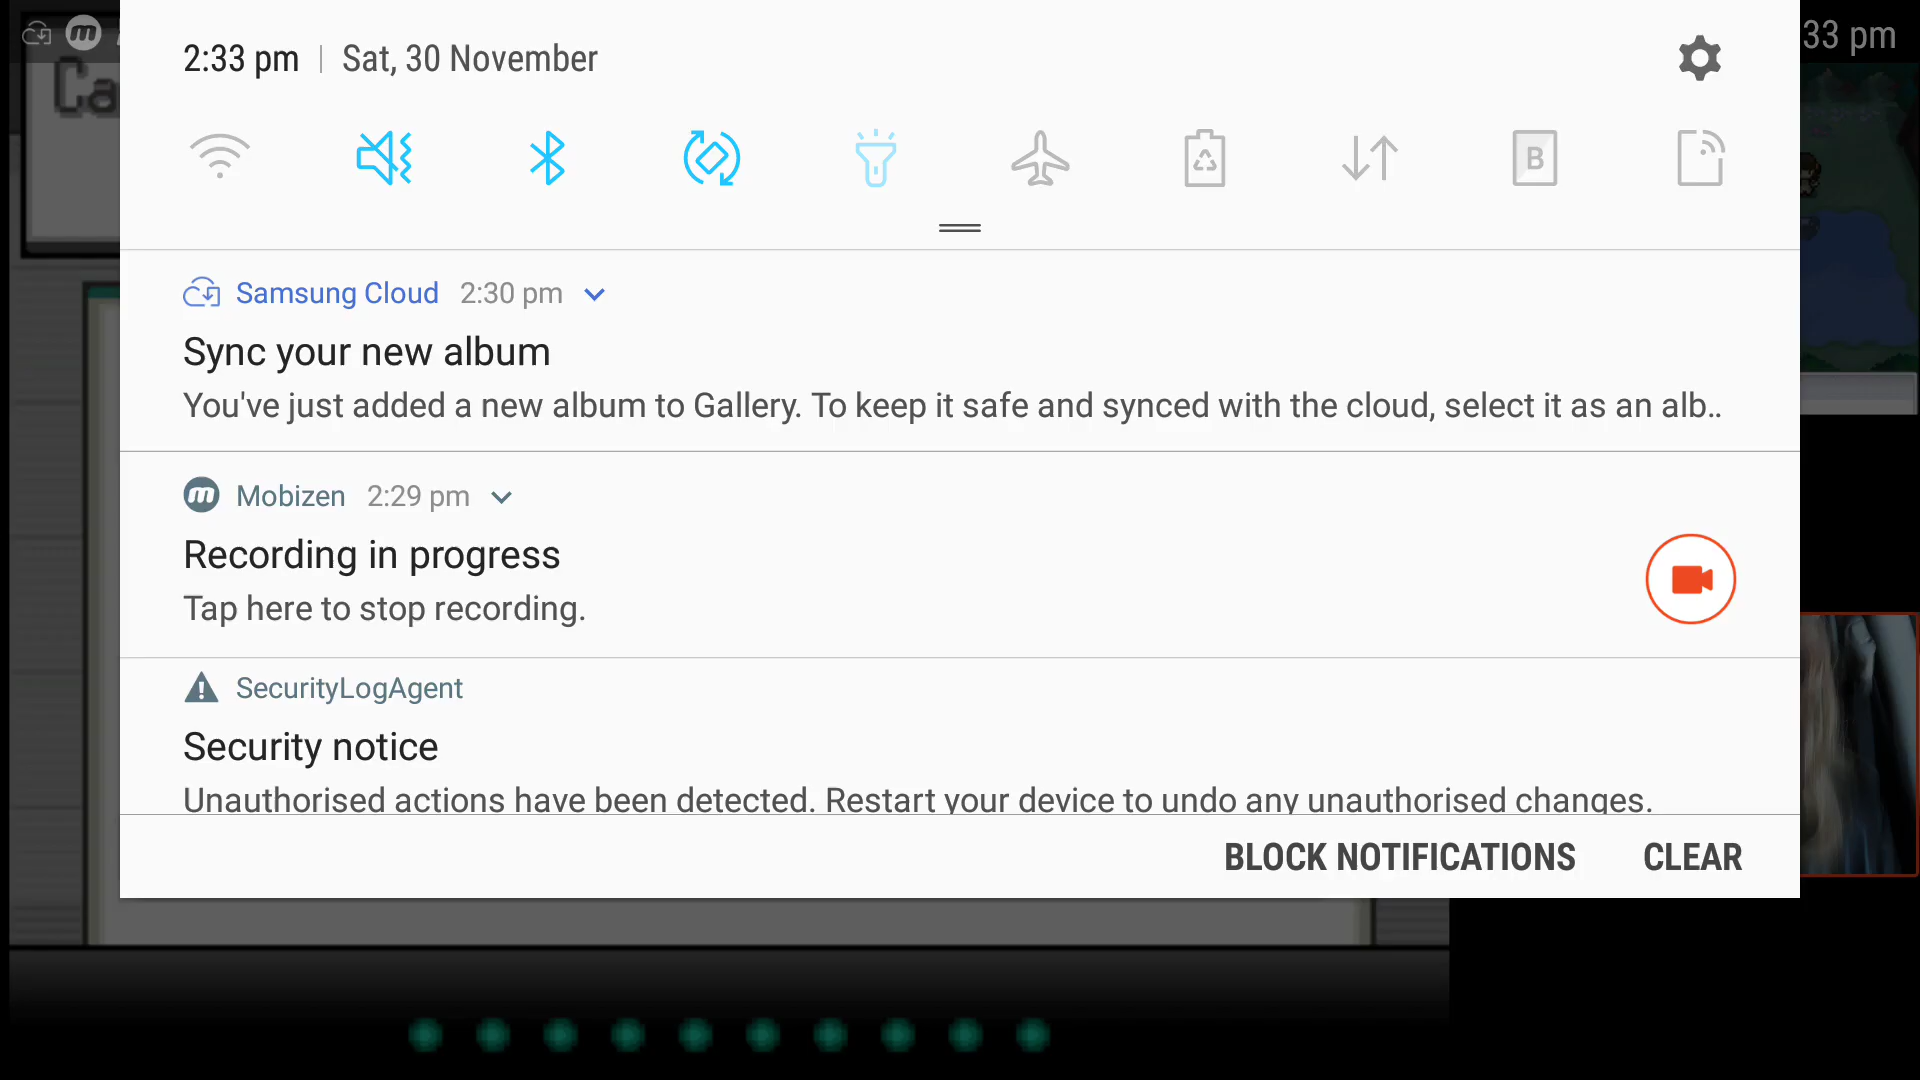 Ca
33 pm
2:33 pm | Sat, 30 November
B
Samsung Cloud 2:30 pm
Sync your new album
You've just added a new album to Gallery. To keep it safe and synced with the cloud, select it as an alb..
m Mobizen 2:29 pm
Recording in progress
Tap here to stop recording.
SecurityLogAgent
Security notice
Unauthorised actions have been detected. Restart your device to undo any unauthorised changes.
BLOCK NOTIFICATIONS CLEAR